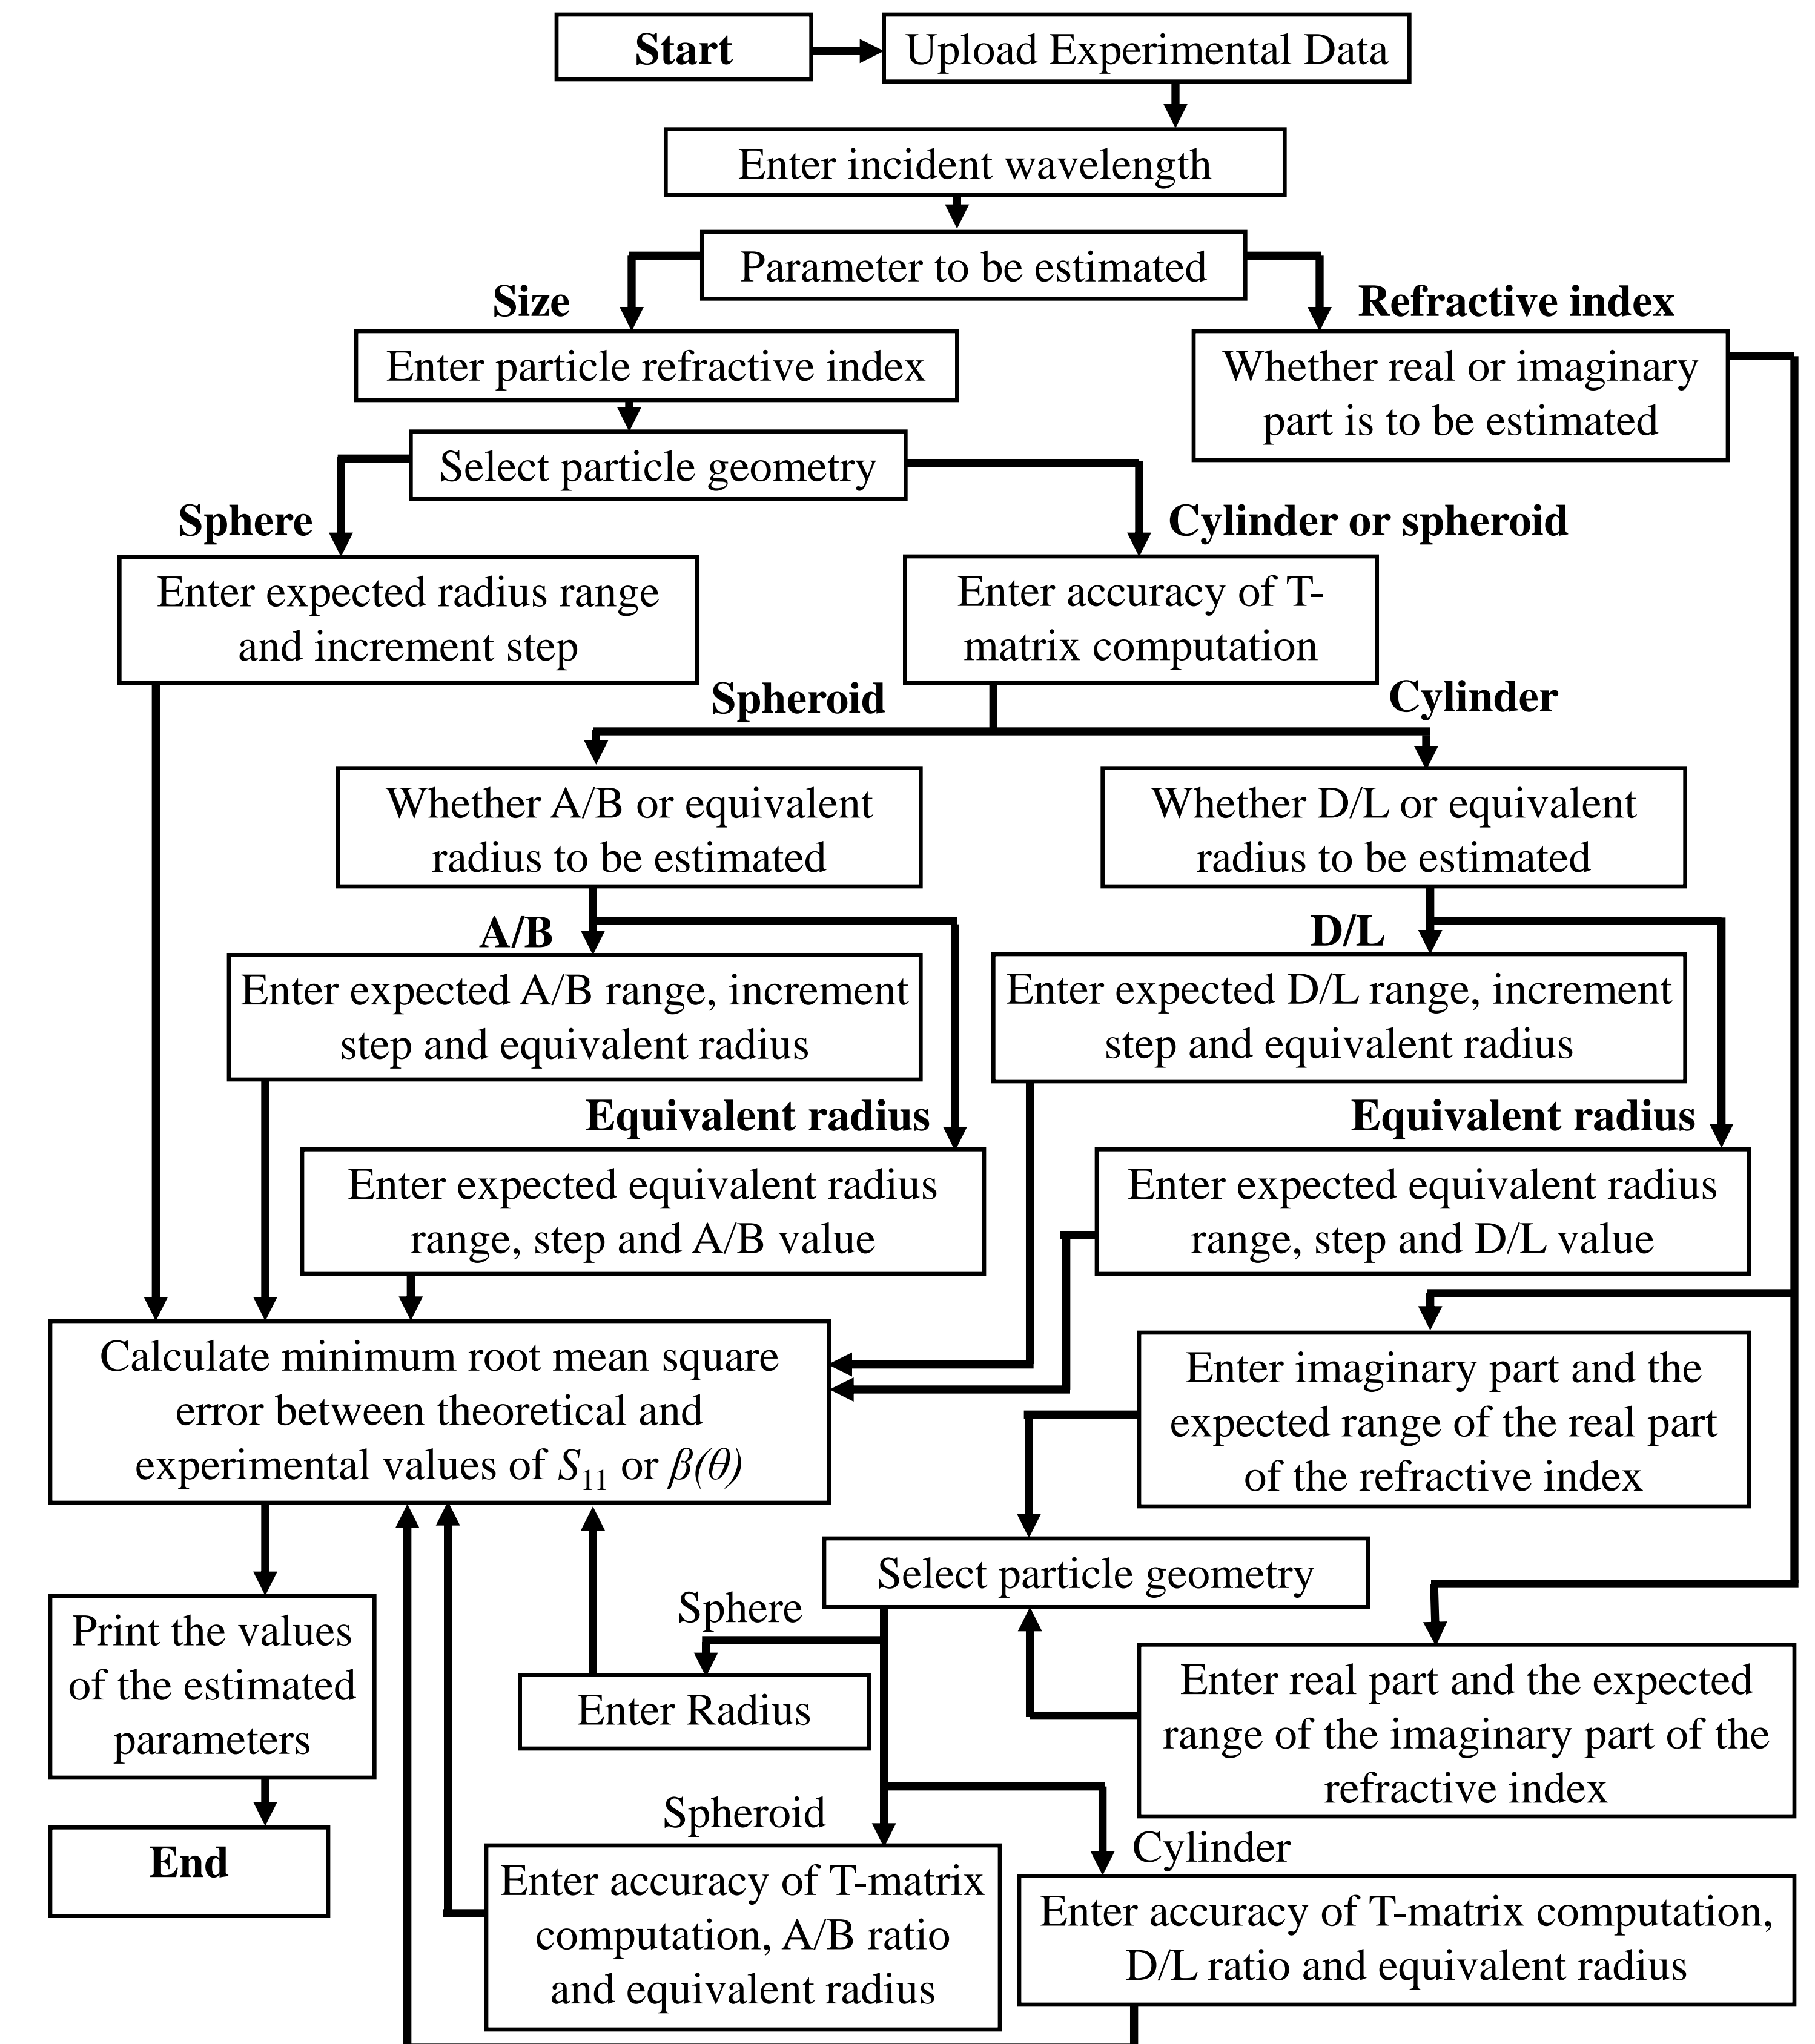 Start
Upload Experimental Data
Enter incident wavelength
Parameter to be estimated
Size
Refractive index
Enter particle refractive index
Whether real or imaginary
part is to be estimated
Select particle geometry
Sphere
Cylinder or spheroid
Enter expected radius range
and increment step
Enter accuracy of T-
matrix computation
Spheroid
Cylinder
Whether A/B or equivalent
radius to be estimated
Whether D/L or equivalent
radius to be estimated
A/B
D/L
Enter expected A/B range, increment
step and equivalent radius
Enter expected D/L range, increment
step and equivalent radius
Equivalent radius
Equivalent radius
Enter expected equivalent radius
range, step and A/B value
Enter expected equivalent radius
range, step and D/L value
Calculate minimum root mean square
error between theoretical and
experimental values of S₁₁ or β(θ)
Enter imaginary part and the
expected range of the real part
of the refractive index
Select particle geometry
Sphere
Print the values
of the estimated
parameters
Enter Radius
Enter real part and the expected
range of the imaginary part of the
refractive index
Spheroid
Cylinder
End
Enter accuracy of T-matrix
computation, A/B ratio
and equivalent radius
Enter accuracy of T-matrix computation,
D/L ratio and equivalent radius